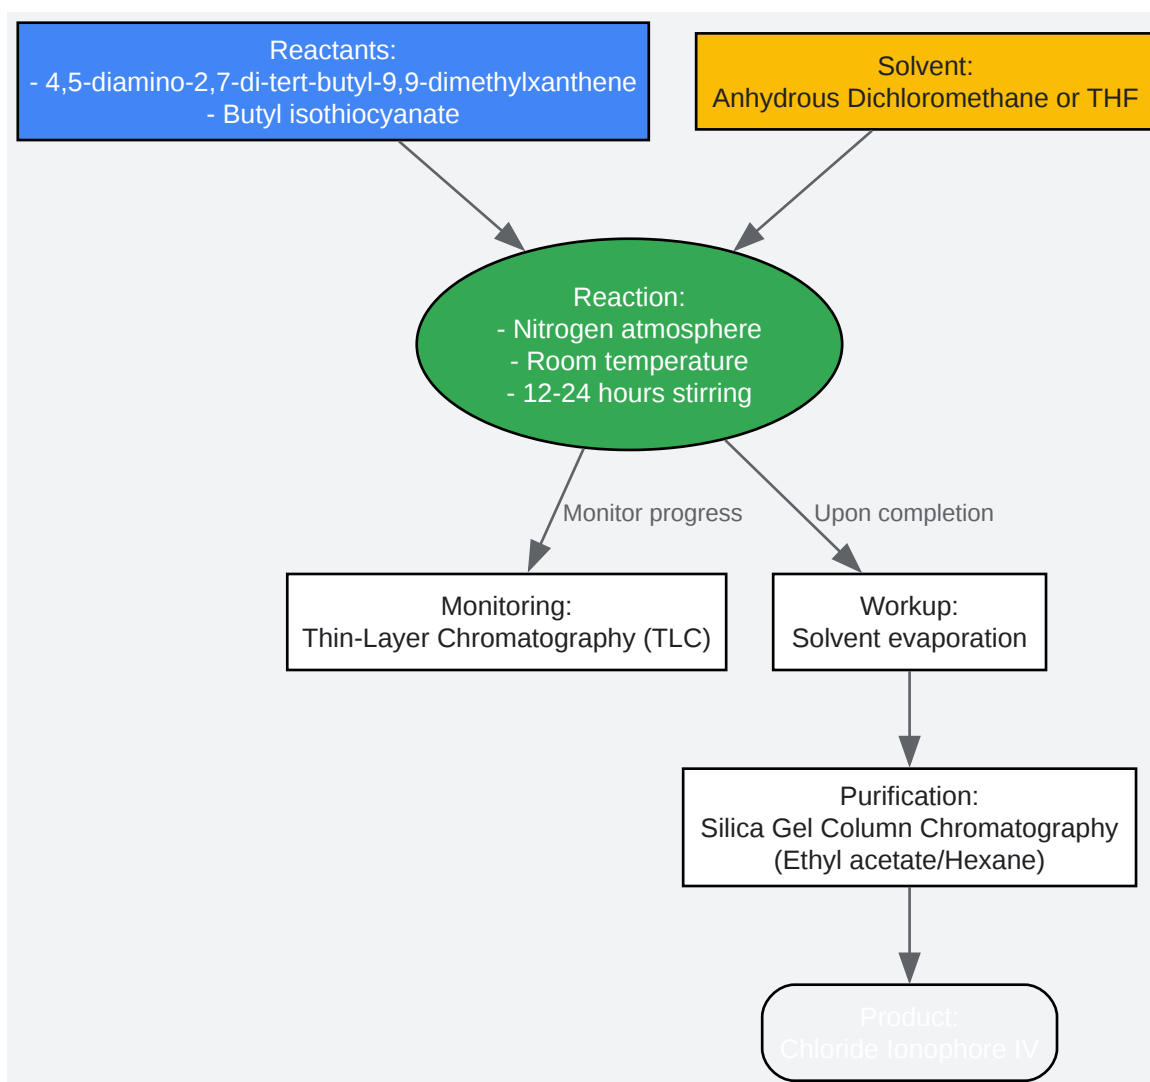 Reactants:
- 4,5-diamino-2,7-di-tert-butyl-9,9-dimethylxanthene
- Butyl isothiocyanate
Solvent:
Anhydrous Dichloromethane or THF
Reaction:
- Nitrogen atmosphere
- Room temperature
- 12-24 hours stirring
Monitor progress
Upon completion
Monitoring:
Thin-Layer Chromatography (TLC)
Workup:
Solvent evaporation
Purification:
Silica Gel Column Chromatography
(Ethyl acetate/Hexane)
Product:
Chloride Ionophore IV